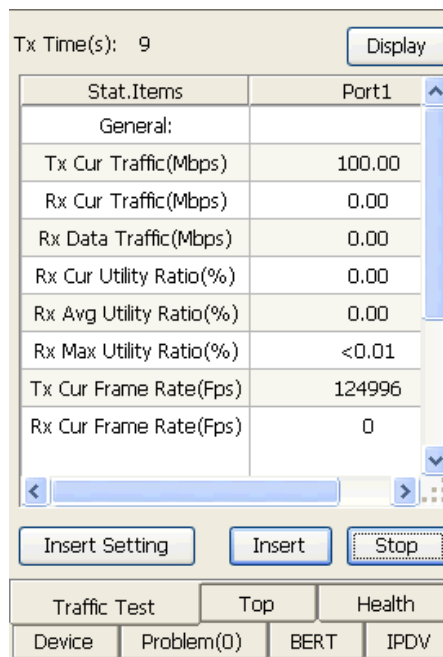 Tx Time(s): 9 Display
Stat.Items Port1
General:
Tx Cur Traffic(Mbps) 100.00
Rx Cur Traffic(Mbps) 0.00
Rx Data Traffic(Mbps) 0.00
Rx Cur Utility Ratio(%) 0.00
Rx Avg Utility Ratio(%) 0.00
Rx Max Utility Ratio(%) <0.01
Tx Cur Frame Rate(Fps) 124996
Rx Cur Frame Rate(Fps) 0
Insert Setting Insert Stop
Traffic Test Top Health
Device Problem(0) BERT IPDV